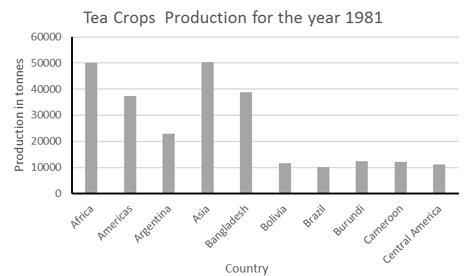 Tea Crops Production for the year 1981
Production in tonnes
60000
50000
40000
30000
20000
10000
0
Africa
Americas
Argentina
Asia
Bangladesh
Bolivia
Brazil
Burundi
Cameroon
Central America
Country